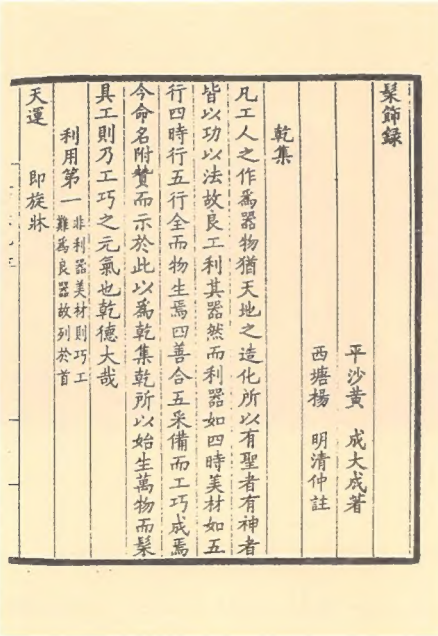 髹飾録
平沙黄　成大成著
西塘楊　明清仲註
乾集
凡工人之作爲器物猶天地之造化所以有聖者有神者
皆以功以法故良工利其器然而利器如四時美材如五
行四時行五行全而物生焉四善合五采備而工巧成焉
今命名附贊而示於此以爲乾集乾所以始生萬物而髹
具工則乃工巧之元氣也乾德大哉
利用第一　非利器美材則巧工
難爲良器故列於首
天運　即旋牀